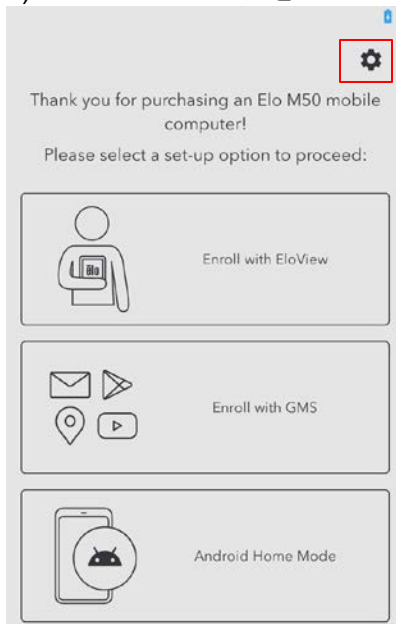 Thank you for purchasing an Elo M50 mobile
computer!
Please select a set-up option to proceed:
Elo
Enroll with EloView
Enroll with GMS
Android Home Mode